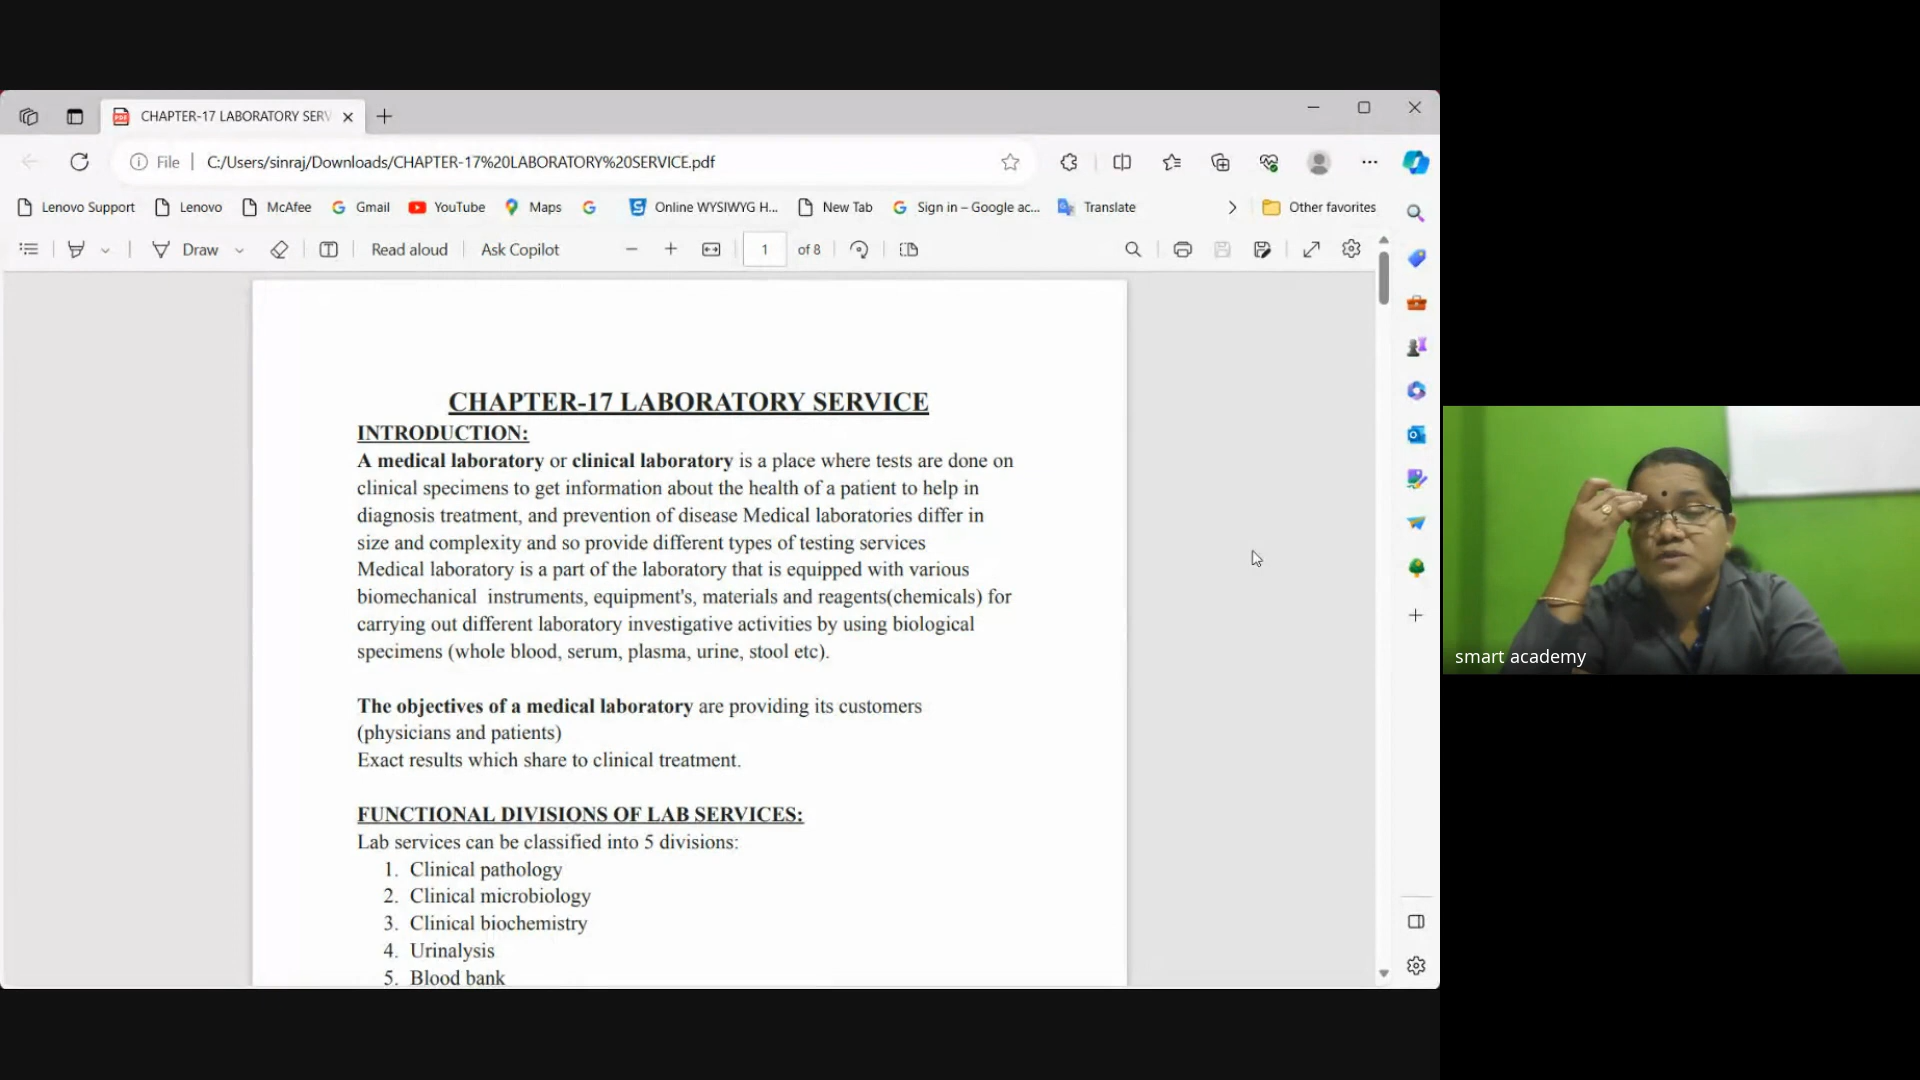 CHAPTER-17 LABORATORY SERV
File
C:/Users/sinraj/Downloads/CHAPTER-17%20LABORATORY%20SERVICE.pdf
Lenovo Support Lenovo McAfee Gmail YouTube Maps Online WYSIWYG H... New Tab Sign in – Google ac... Translate Other favorites
Draw Read aloud Ask Copilot 1 of 8
CHAPTER-17 LABORATORY SERVICE
INTRODUCTION:
A medical laboratory or clinical laboratory is a place where tests are done on
clinical specimens to get information about the health of a patient to help in
diagnosis treatment, and prevention of disease Medical laboratories differ in
size and complexity and so provide different types of testing services
Medical laboratory is a part of the laboratory that is equipped with various
biomechanical instruments, equipment's, materials and reagents(chemicals) for
carrying out different laboratory investigative activities by using biological
specimens (whole blood, serum, plasma, urine, stool etc).
The objectives of a medical laboratory are providing its customers
(physicians and patients)
Exact results which share to clinical treatment.
FUNCTIONAL DIVISIONS OF LAB SERVICES:
Lab services can be classified into 5 divisions:
1. Clinical pathology
2. Clinical microbiology
3. Clinical biochemistry
4. Urinalysis
5. Blood bank
smart academy